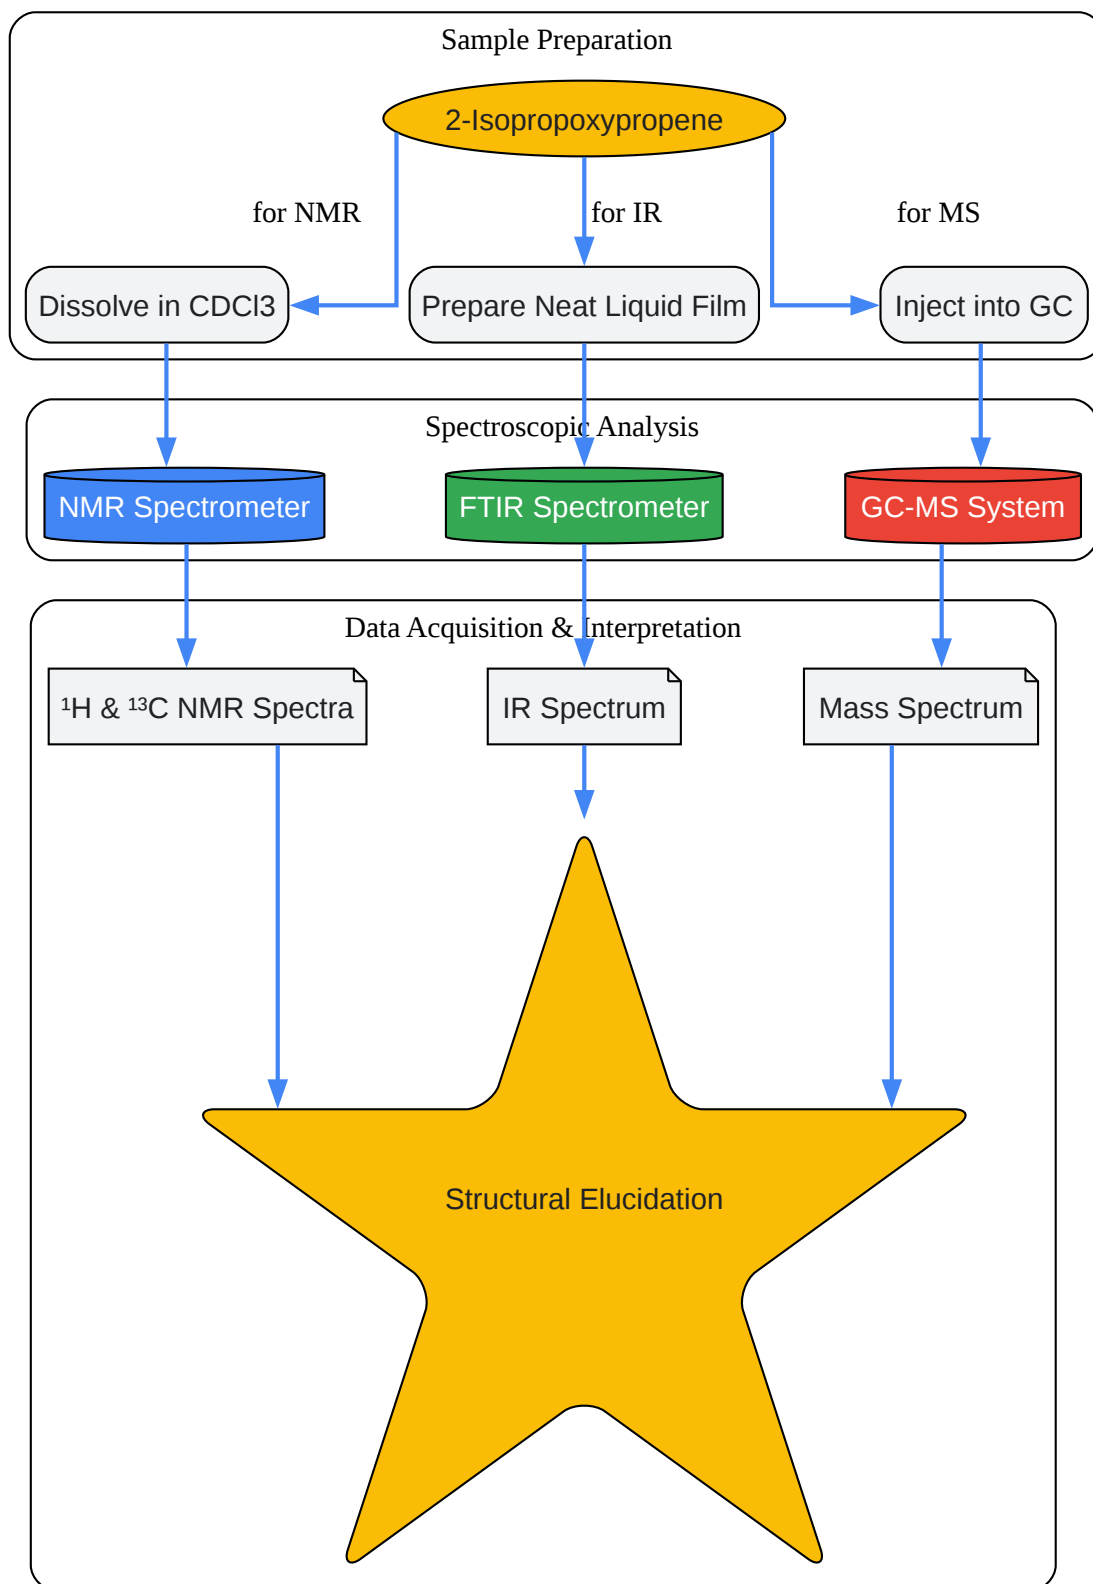 Sample Preparation
2-Isopropoxypropene
for NMR
for IR
for MS
Dissolve in CDCl3
Prepare Neat Liquid Film
Inject into GC
Spectroscopic Analysis
NMR Spectrometer
FTIR Spectrometer
GC-MS System
Data Acquisition & Interpretation
¹H & ¹³C NMR Spectra
IR Spectrum
Mass Spectrum
Structural Elucidation